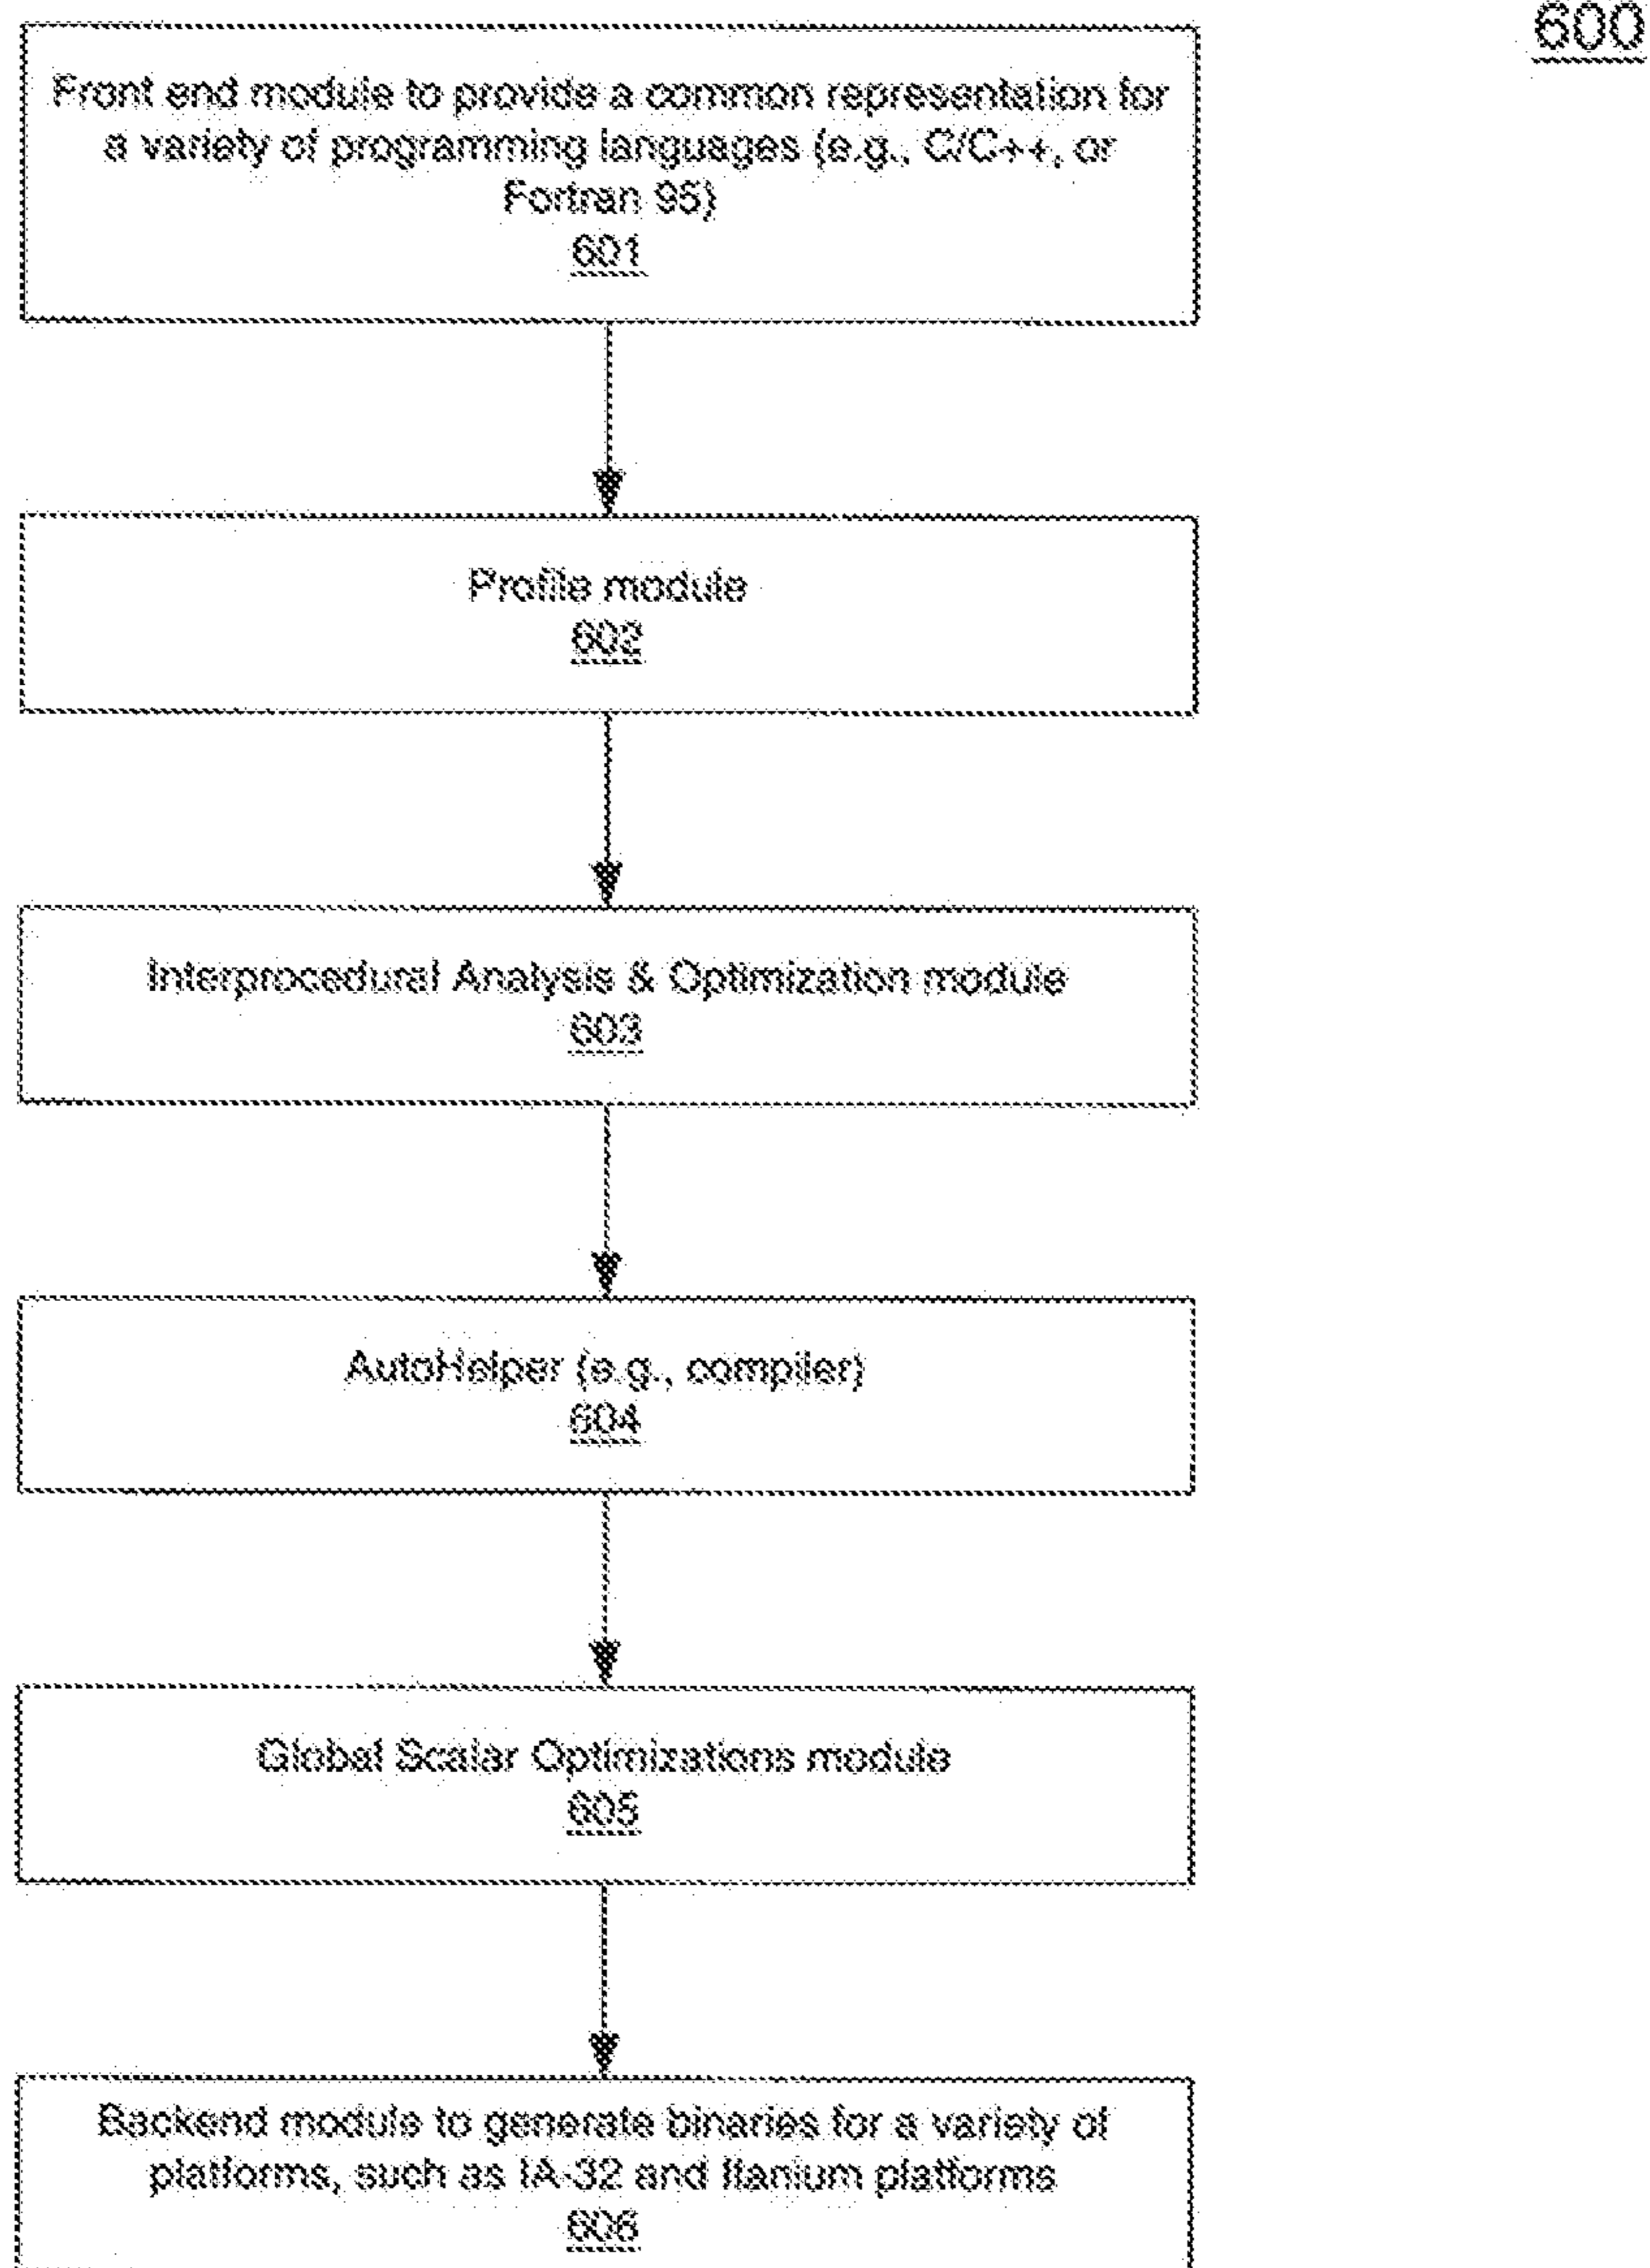 600
Front end module to provide a common representation for
a variety of programming languages (e.g., C/C++, or
Fortran 95)
601
Profile module
602
Interprocedural Analysis & Optimization module
603
AutoHelper (e.g., compiler)
604
Global Scalar Optimizations module
605
Backend module to generate binaries for a variety of
platforms, such as IA-32 and Itanium platforms
606